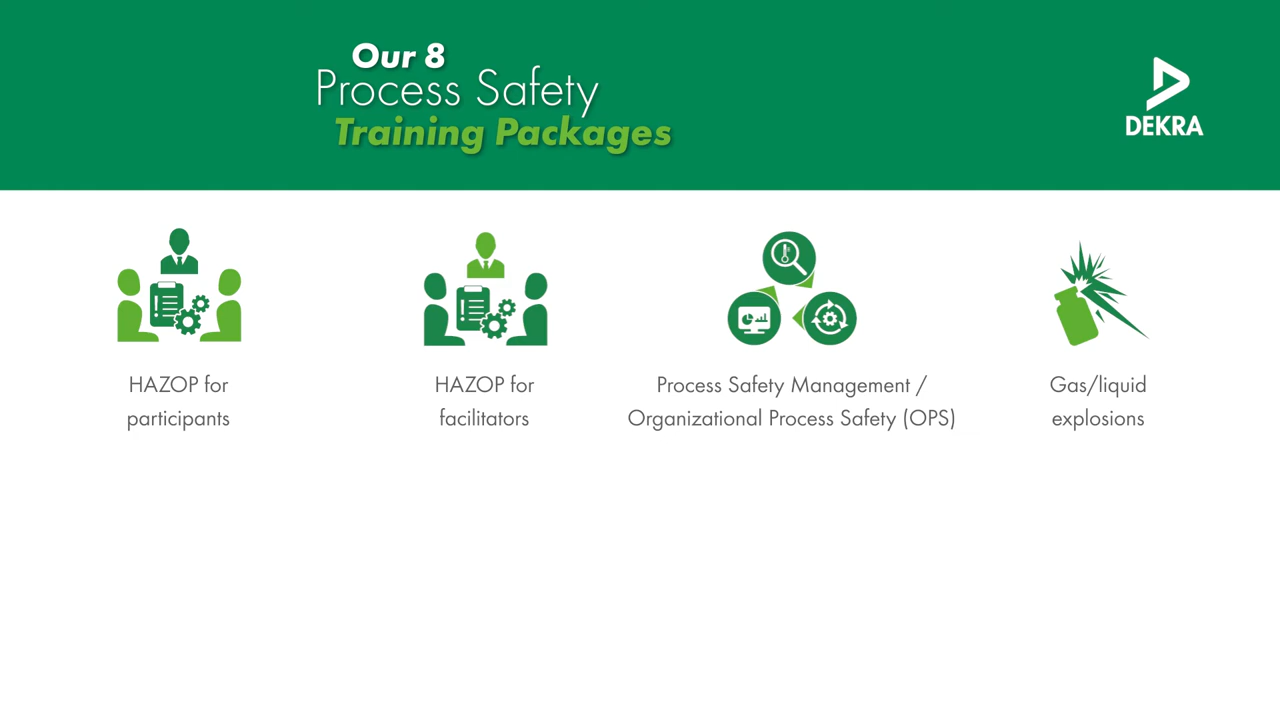 Our 8
Process Safety
Training Packages
DEKRA
HAZOP for
participants
HAZOP for
facilitators
Process Safety Management /
Organizational Process Safety (OPS)
Gas/liquid
explosions